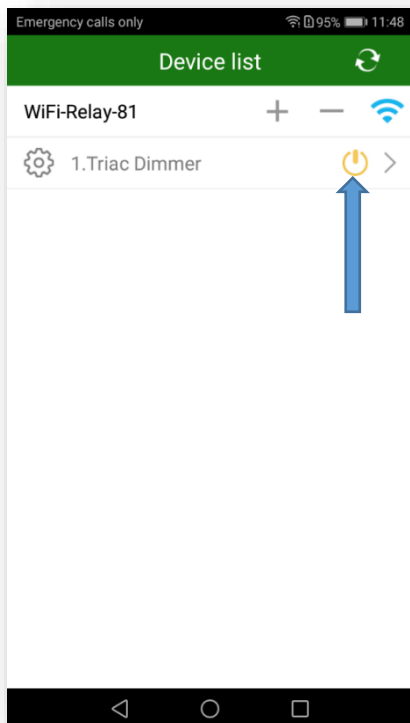 Emergency calls only 95% 11:48
Device list
WiFi-Relay-81
1.Triac Dimmer